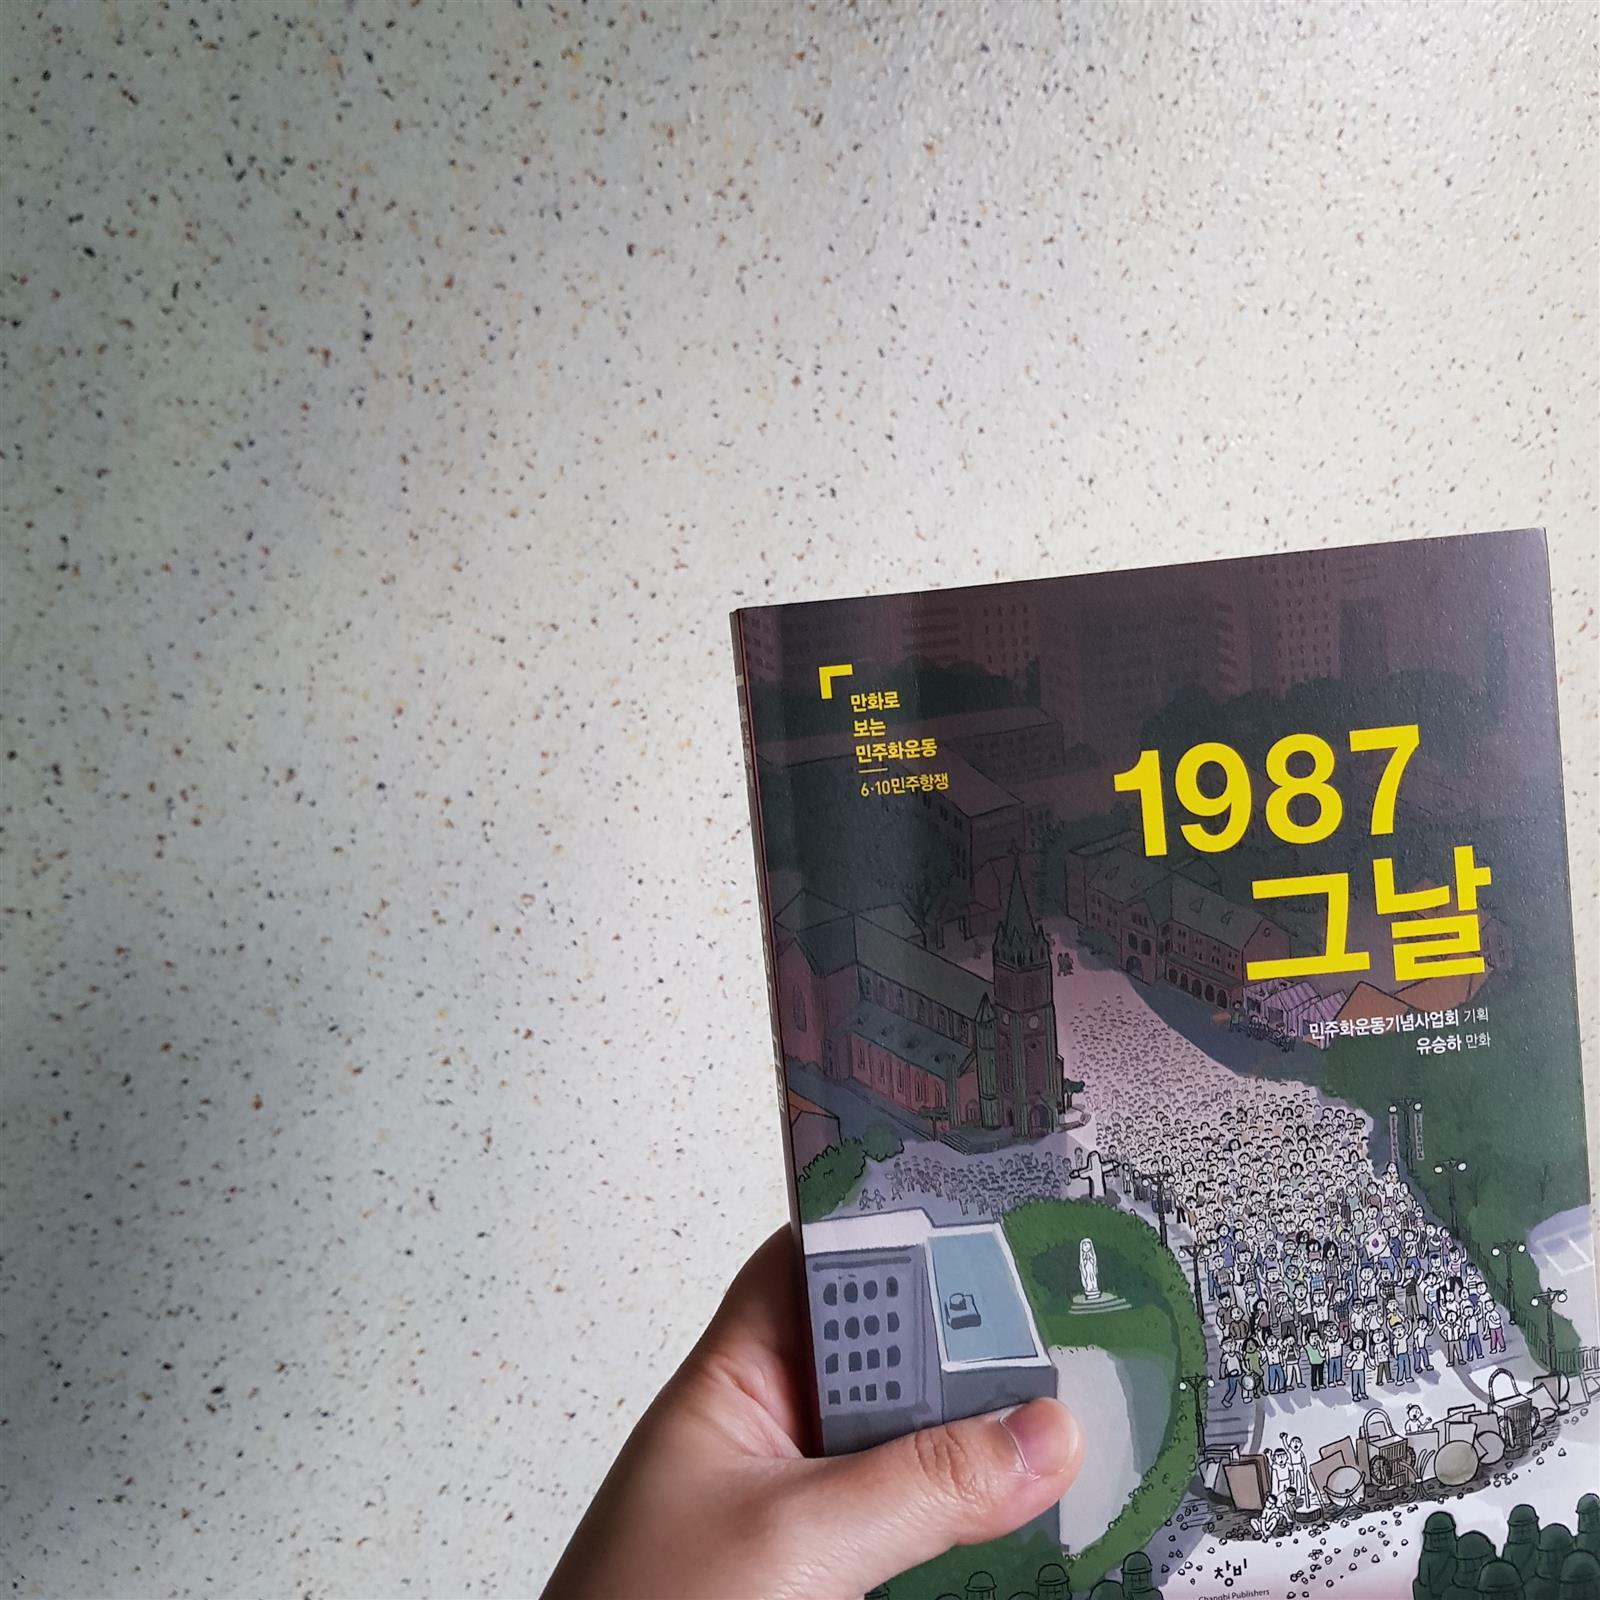 만화로
보는
민주화운동
6·10민주항쟁
1987
그날
민주화운동기념사업회 기획
유승하 만화
창비
Changbi Publishers